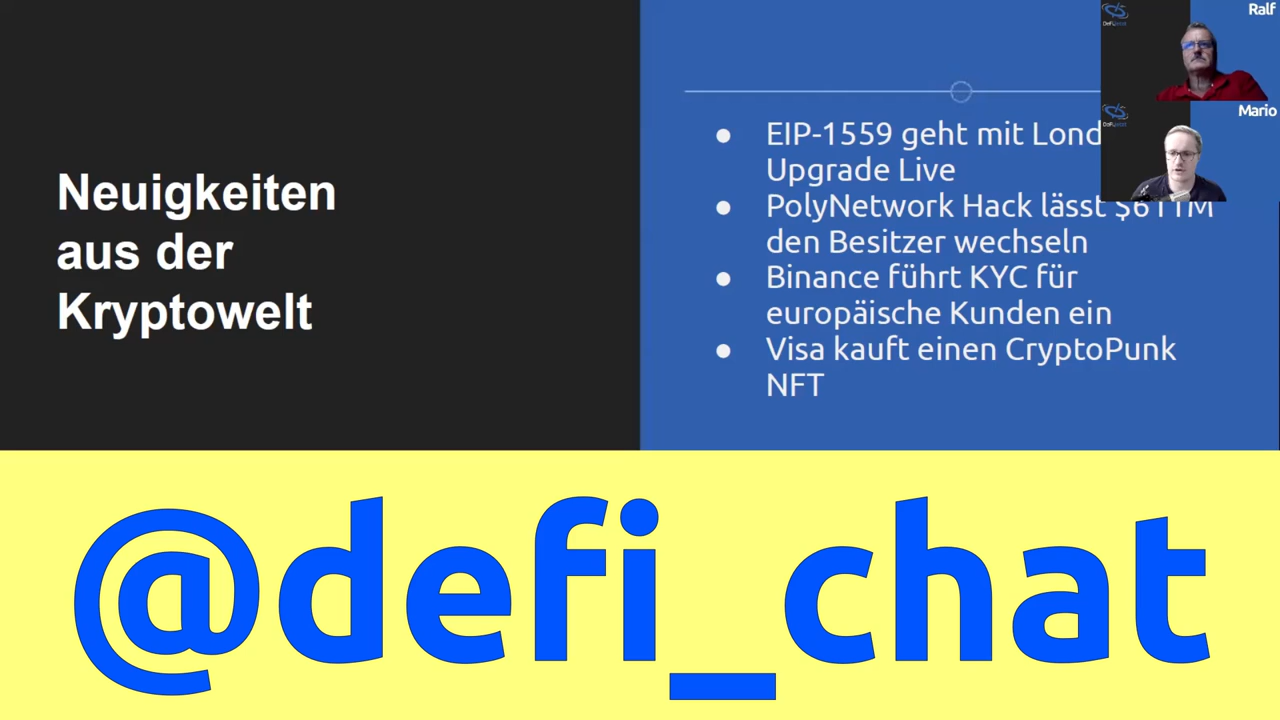 Neuigkeiten
aus der
Kryptowelt
EIP-1559 geht mit Lond
Upgrade Live
PolyNetwork Hack lässt $611M
den Besitzer wechseln
Binance führt KYC für
europäische Kunden ein
Visa kauft einen CryptoPunk
NFT
Ralf
Mario
@defi_chat